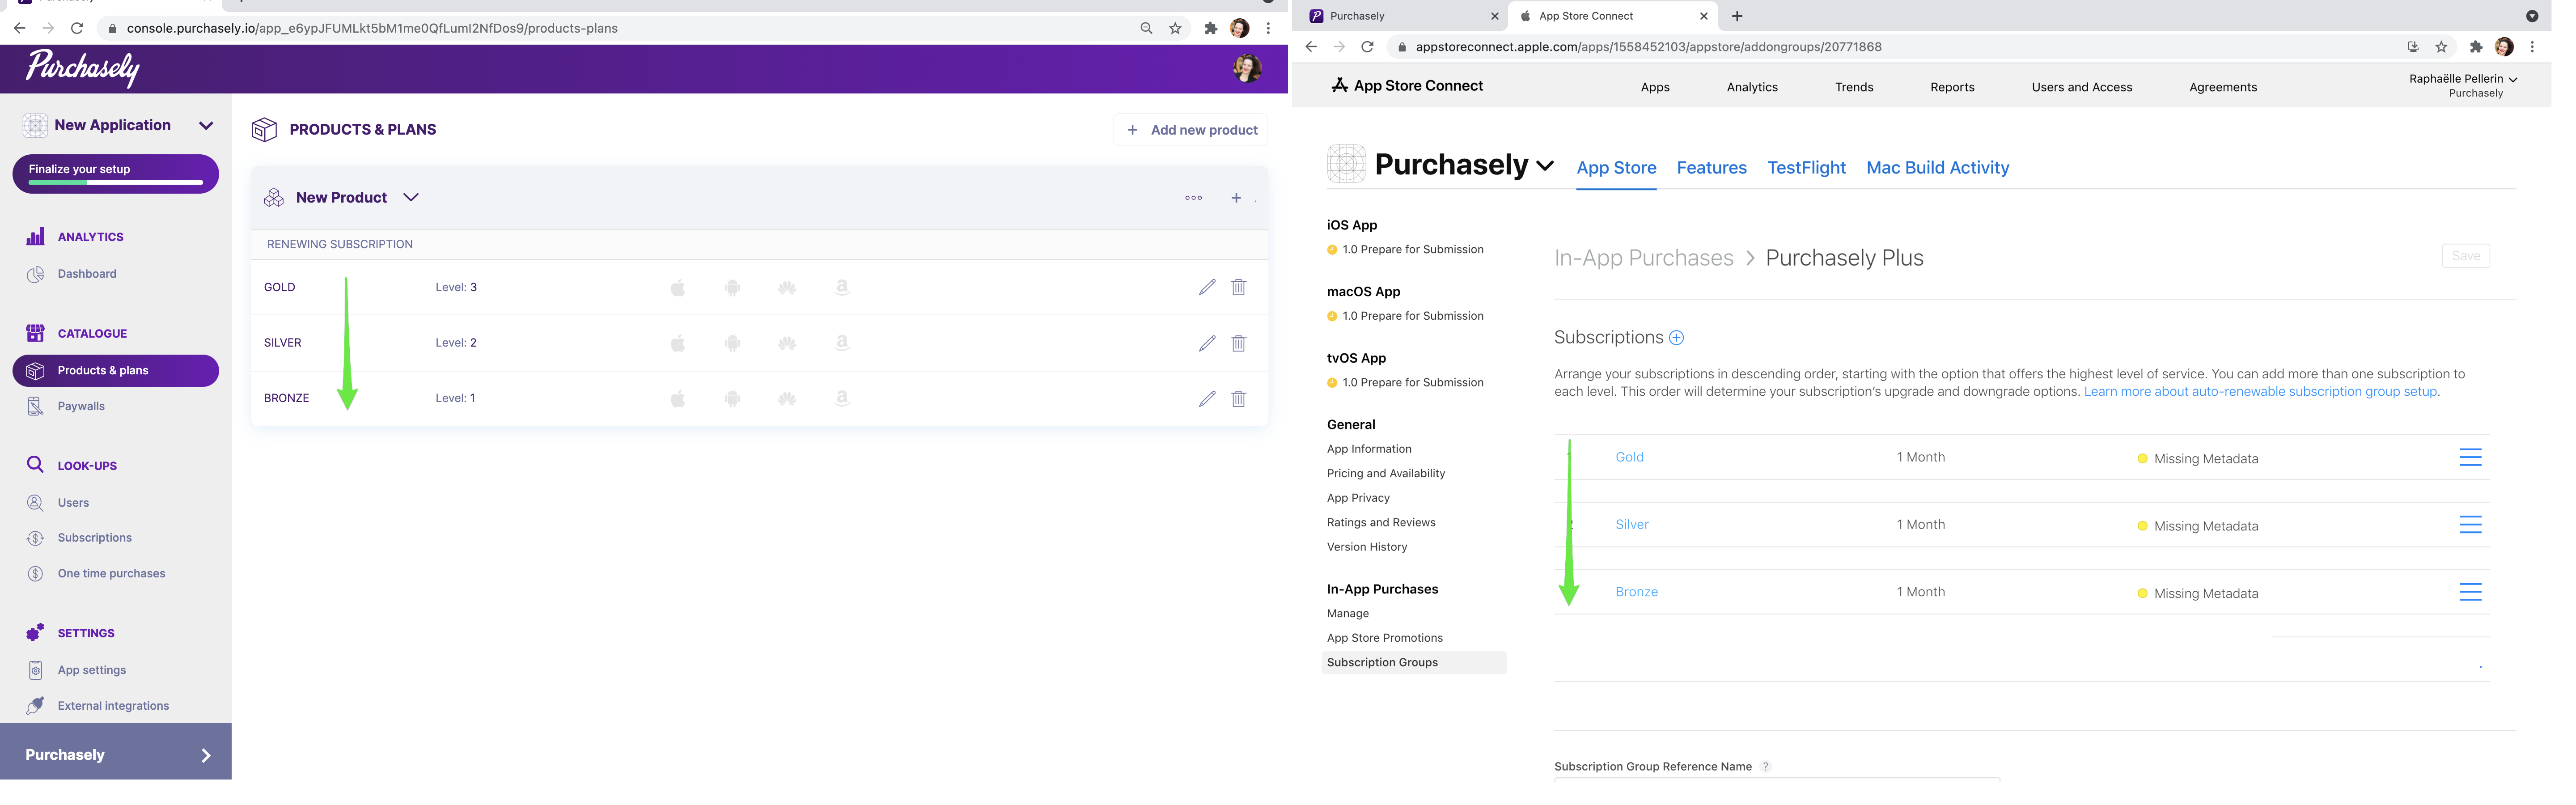 console.purchasely.io/app_e6ypJFUMLkt5bM1me0QfLumI2NfDos9/products-plans
Purchasely
New Application
Finalize your setup
ANALYTICS
Dashboard
CATALOGUE
Products & plans
Paywalls
LOOK-UPS
Users
Subscriptions
One time purchases
SETTINGS
App settings
External integrations
Purchasely
PRODUCTS & PLANS
+ Add new product
New Product
RENEWING SUBSCRIPTION
GOLD Level: 3
SILVER Level: 2
BRONZE Level: 1
Purchasely
App Store Connect
appstoreconnect.apple.com/apps/1558452103/appstore/addongroups/20771868
App Store Connect
Apps
Analytics
Trends
Reports
Users and Access
Agreements
Raphaëlle Pellerin
Purchasely
Purchasely
App Store
Features
TestFlight
Mac Build Activity
iOS App
1.0 Prepare for Submission
macOS App
1.0 Prepare for Submission
tvOS App
1.0 Prepare for Submission
General
App Information
Pricing and Availability
App Privacy
Ratings and Reviews
Version History
In-App Purchases
Manage
App Store Promotions
Subscription Groups
In-App Purchases > Purchasely Plus
Save
Subscriptions
Arrange your subscriptions in descending order, starting with the option that offers the highest level of service. You can add more than one subscription to
each level. This order will determine your subscription's upgrade and downgrade options. Learn more about auto-renewable subscription group setup.
Gold 1 Month Missing Metadata
Silver 1 Month Missing Metadata
Bronze 1 Month Missing Metadata
Subscription Group Reference Name ?